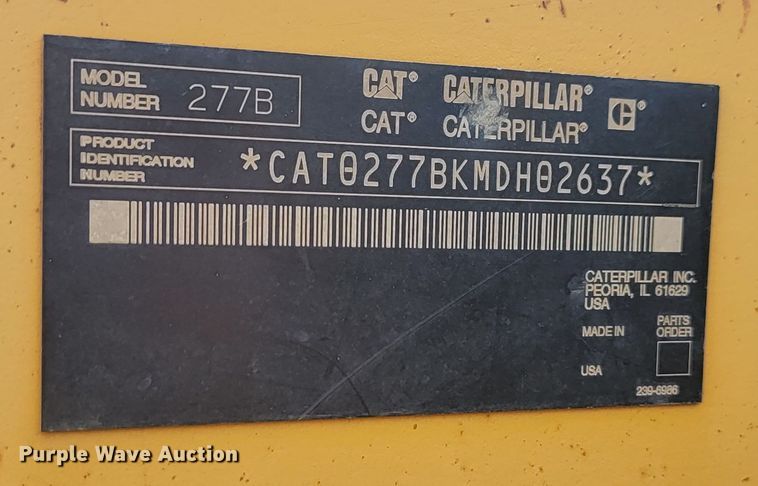 MODEL
NUMBER 277B
CAT® CATERPILLAR® C®
CAT® CATERPILLAR®
PRODUCT
IDENTIFICATION
NUMBER
*CAT0277BKMDH02637*
CATERPILLAR INC.
PEORIA, IL 61629
USA
MADE IN
PARTS
ORDER
USA
239-6986
Purple Wave Auction